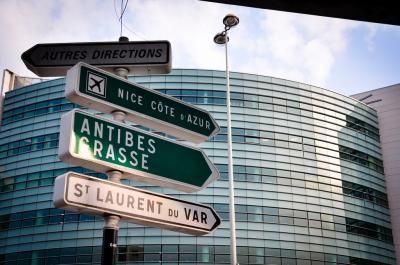 AUTRES DIRECTIONS
NICE CÔTE D'AZUR
ANTIBES
GRASSE
ST LAURENT DU VAR